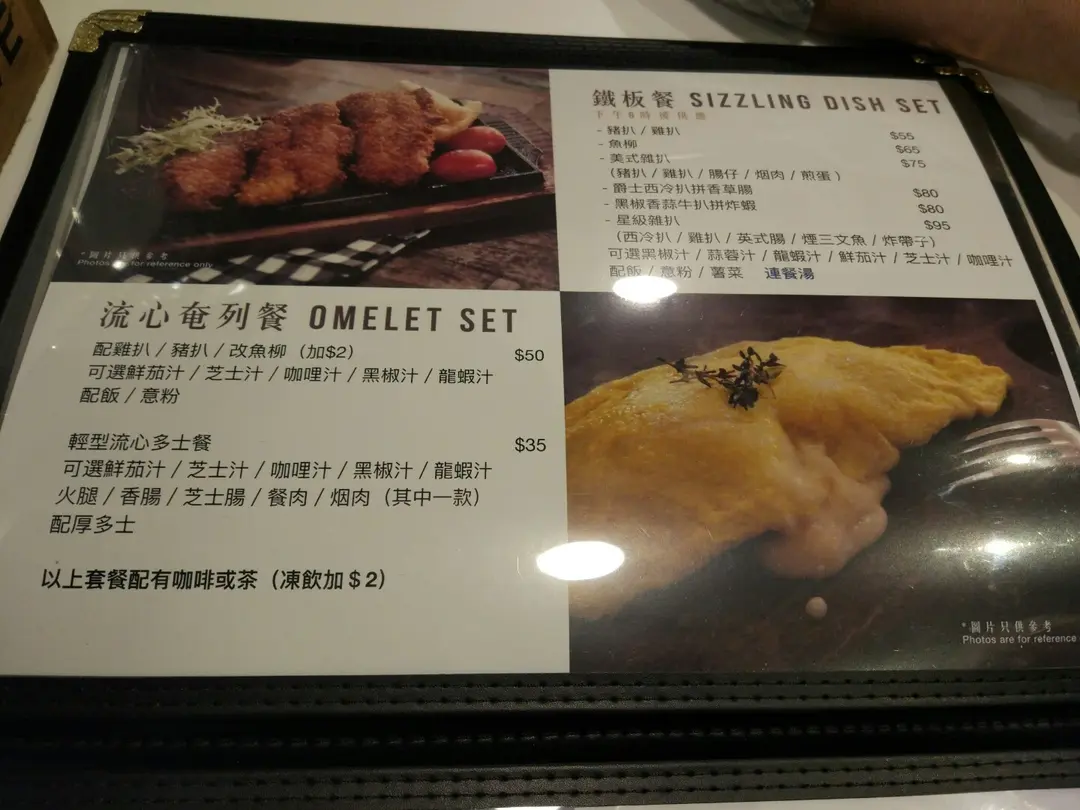 鐵板餐 SIZZLING DISH SET
下午6時後供應
- 豬扒 / 雞扒 $55
- 魚柳 $65
- 美式雜扒 $75
(豬扒 / 雞扒 / 腸仔 / 烟肉 / 煎蛋 )
- 爵士西冷扒拼香草腸 $80
- 黑椒香蒜牛扒拼炸蝦 $80
- 星級雜扒 $95
(西冷扒 / 雞扒 / 英式腸 / 煙三文魚 / 炸帶子)
可選黑椒汁 / 蒜蓉汁 / 龍蝦汁 / 鮮茄汁 / 芝士汁 / 咖哩汁
配飯 / 意粉 / 薯菜 連餐湯
*圖片只供參考
Photos are for reference only
流心奄列餐 OMELET SET
配雞扒 / 豬扒 / 改魚柳 (加$2) $50
可選鮮茄汁 / 芝士汁 / 咖哩汁 / 黑椒汁 / 龍蝦汁
配飯 / 意粉
輕型流心多士餐 $35
可選鮮茄汁 / 芝士汁 / 咖哩汁 / 黑椒汁 / 龍蝦汁
火腿 / 香腸 / 芝士腸 / 餐肉 / 烟肉 (其中一款)
配厚多士
以上套餐配有咖啡或茶 (凍飲加 $ 2)
*圖片只供參考
Photos are for reference